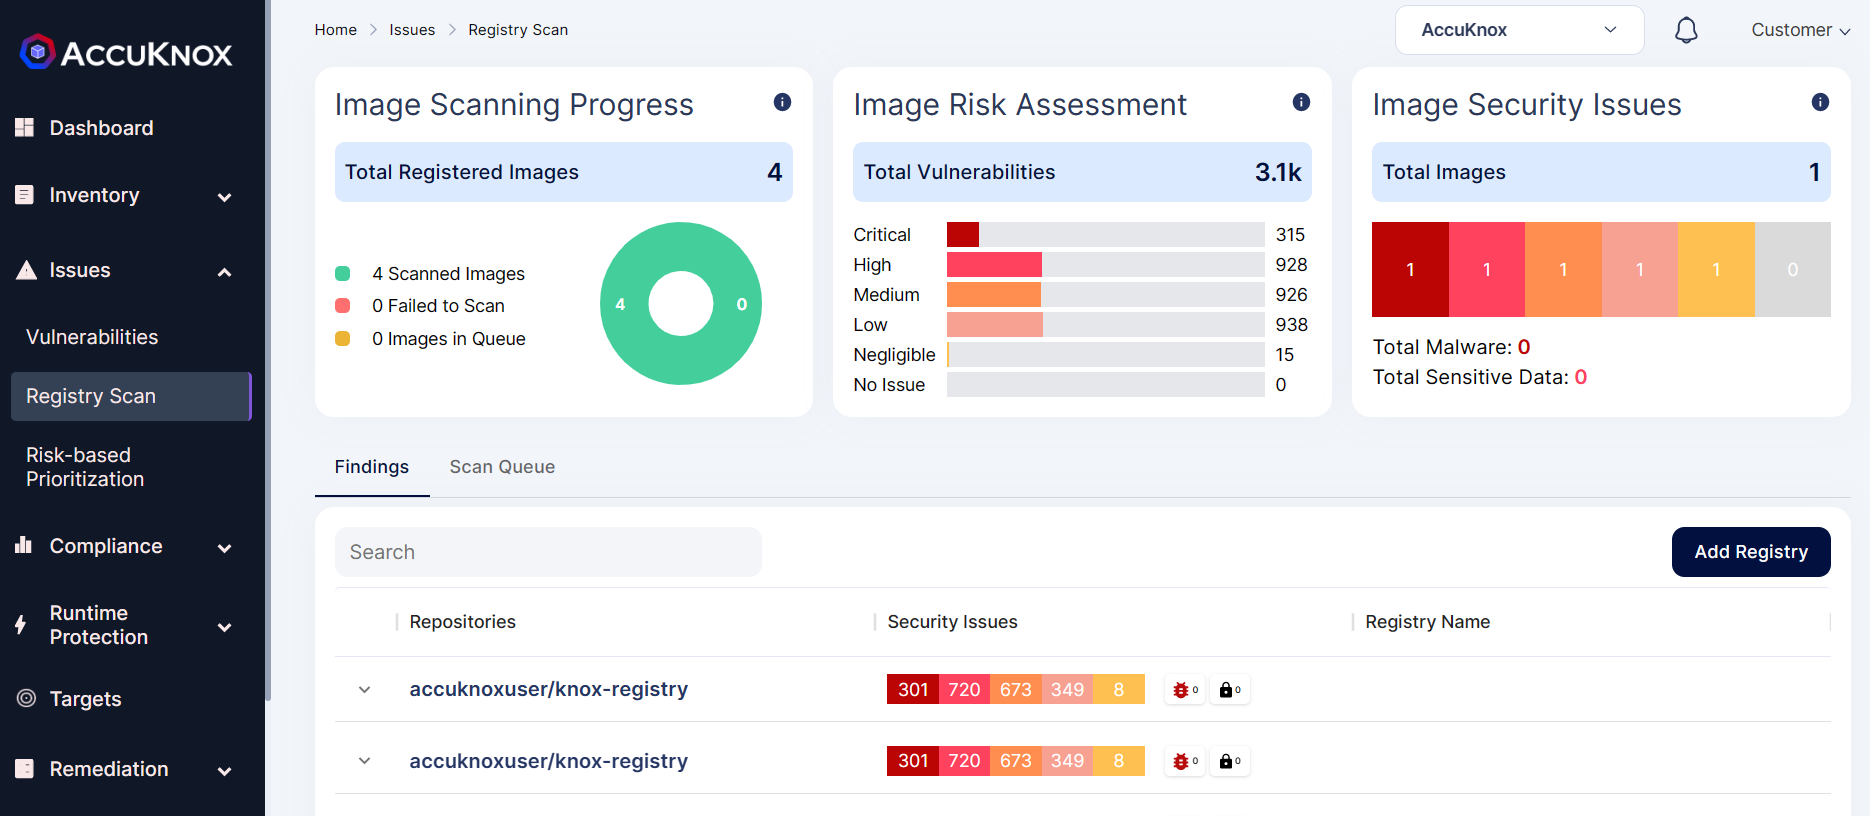 ACCUKNOX
Dashboard
Inventory
Issues
Vulnerabilities
Registry Scan
Risk-based
Prioritization
Compliance
Runtime
Protection
Targets
Remediation
Home > Issues > Registry Scan
AccuKnox
Customer
Image Scanning Progress
Total Registered Images 4
4 Scanned Images
0 Failed to Scan
0 Images in Queue
4 0
Image Risk Assessment
Total Vulnerabilities 3.1k
Critical 315
High 928
Medium 926
Low 938
Negligible 15
No Issue 0
Image Security Issues
Total Images 1
1 1 1 1 1 0
Total Malware: 0
Total Sensitive Data: 0
Findings Scan Queue
Search
Add Registry
Repositories Security Issues Registry Name
accuknoxuser/knox-registry 301 720 673 349 8 0 0
accuknoxuser/knox-registry 301 720 673 349 8 0 0